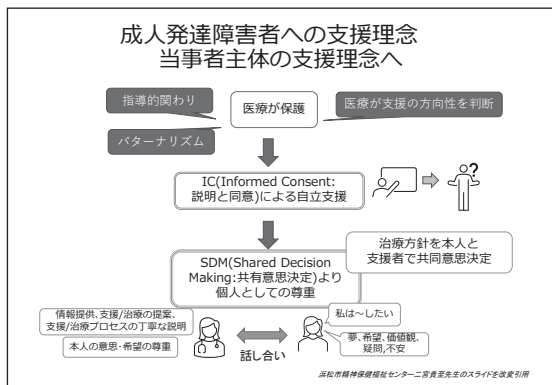 成人発達障害者への支援理念
当事者主体の支援理念へ
指導的関わり
医療が保護
医療が支援の方向性を判断
パターナリズム
IC(Informed Consent:
説明と同意)による自立支援
?
治療方針を本人と
支援者で共同意思決定
SDM(Shared Decision
Making:共有意思決定)より
個人としての尊重
情報提供、支援/治療の提案、
支援/治療プロセスの丁寧な説明
本人の意思・希望の尊重
話し合い
私は~したい
夢、希望、価値観、
疑問,不安
浜松市精神保健福祉センター二宮貴至先生のスライドを改変引用